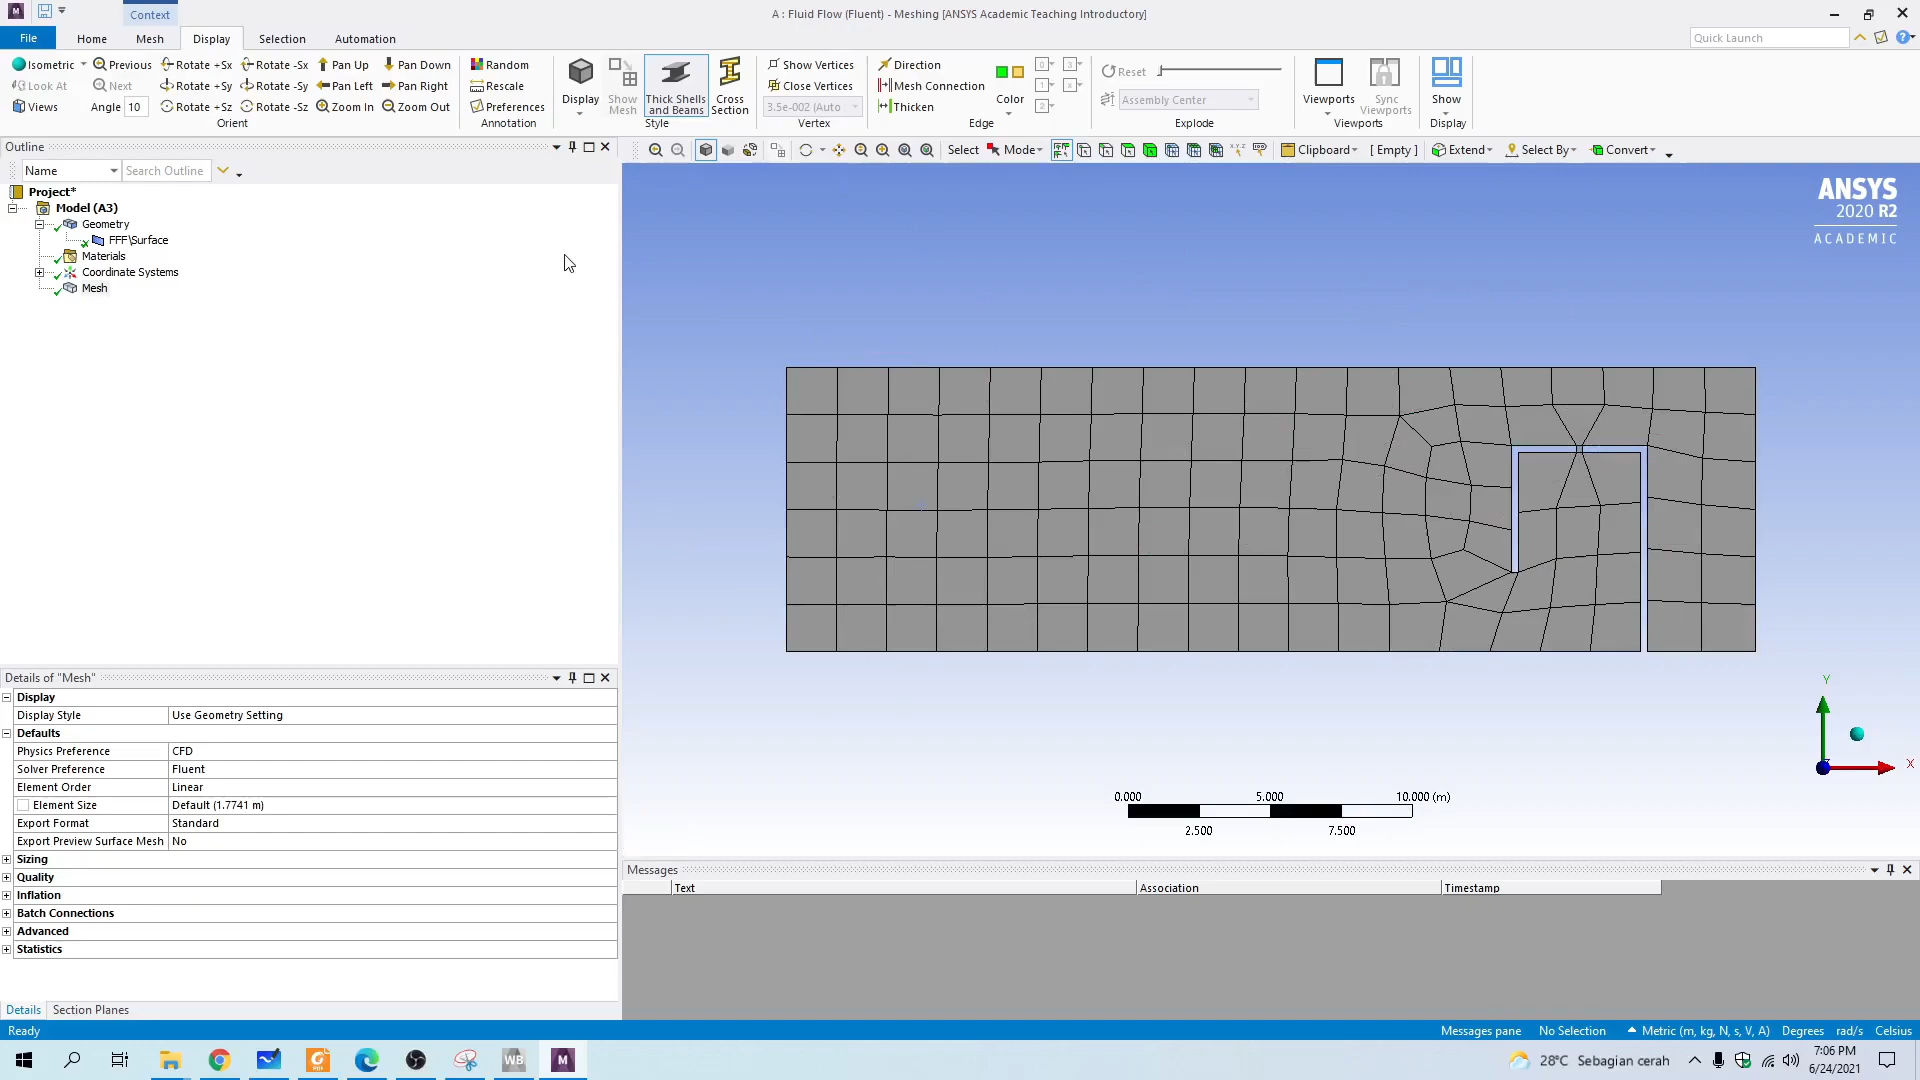 Context
A : Fluid Flow (Fluent) - Meshing [ANSYS Academic Teaching Introductory]
File Home Mesh Display Selection Automation
Quick Launch
Isometric Previous Rotate +Sx Rotate -Sx Pan Up Pan Down
Look At Next Rotate +Sy Rotate -Sy Pan Left Pan Right
Views Angle 10 Rotate +Sz Rotate -Sz Zoom In Zoom Out
Orient
Random
Rescale
Preferences
Annotation
Display
Show Mesh
Thick Shells and Beams
Cross Section
Style
Show Vertices
Close Vertices
3.5e-002 (Auto
Vertex
Direction
Mesh Connection
Thicken
Color
Edge
Reset
Assembly Center
Explode
Viewports
Sync Viewports
Viewports
Show
Display
Outline
Select Mode Clipboard [ Empty ] Extend Select By Convert
Name Search Outline
Project*
Model (A3)
Geometry
FFF\Surface
Materials
Coordinate Systems
Mesh
ANSYS
2020 R2
ACADEMIC
Y
X
0.000 5.000 10.000 (m)
2.500 7.500
Details of "Mesh"
Display
Display Style Use Geometry Setting
Defaults
Physics Preference CFD
Solver Preference Fluent
Element Order Linear
Element Size Default (1.7741 m)
Export Format Standard
Export Preview Surface Mesh No
Sizing
Quality
Inflation
Batch Connections
Advanced
Statistics
Messages
Text Association Timestamp
Details Section Planes
Ready Messages pane No Selection Metric (m, kg, N, s, V, A) Degrees rad/s Celsius
WB M
28°C Sebagian cerah
7:06 PM
6/24/2021